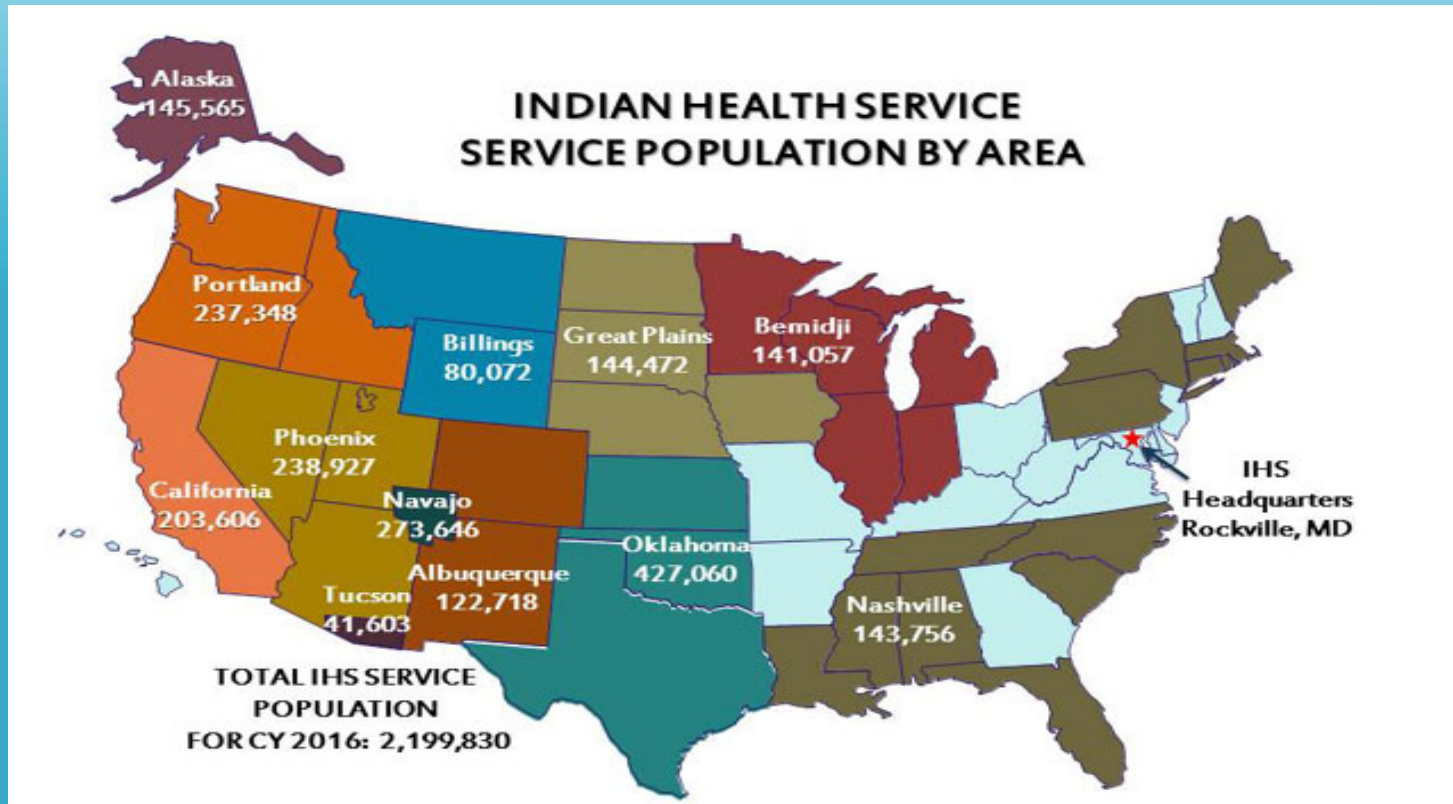 INDIAN HEALTH SERVICE
SERVICE POPULATION BY AREA
Alaska
145,565
Portland
237,348
Billings
80,072
Great Plains
144,472
Bemidji
141,057
Phoenix
238,927
California
203,606
Navajo
273,646
Albuquerque
122,718
Tucson
41,603
Oklahoma
427,060
Nashville
143,756
IHS
Headquarters
Rockville, MD
TOTAL IHS SERVICE
POPULATION
FOR CY 2016: 2,199,830